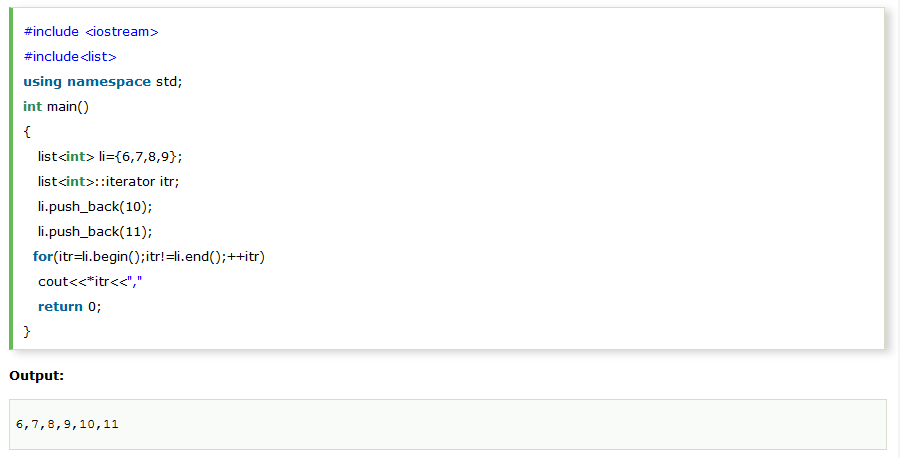 #include <iostream>
#include<list>
using namespace std;
int main()
{
list<int> li={6,7,8,9};
list<int>::iterator itr;
li.push_back(10);
li.push_back(11);
for(itr=li.begin();itr!=li.end();++itr)
cout<<*itr<<","
return 0;
}
Output:
6,7,8,9,10,11